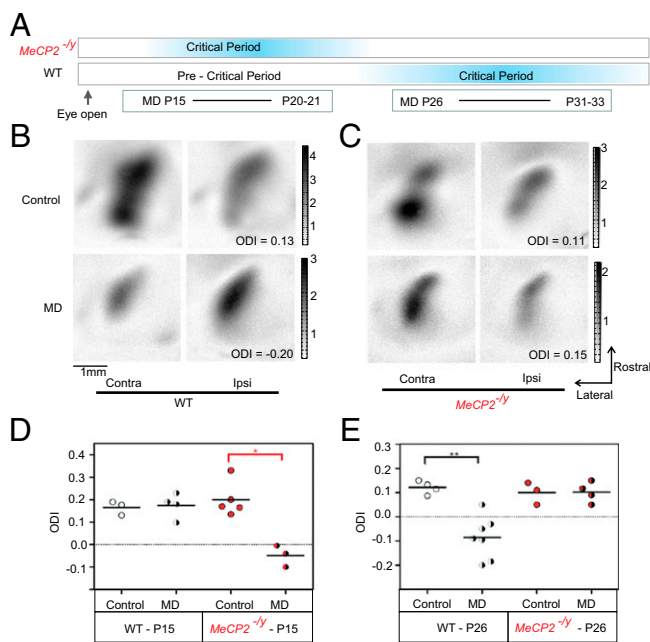 A
MeCP2 -/y
Critical Period
WT
Pre - Critical Period
Critical Period
MD P15 P20-21
MD P26 P31-33
Eye open
B
C
Control
4
3
2
1
ODI = 0.13
3
2
1
ODI = 0.11
MD
3
2
1
ODI = -0.20
2
1
ODI = 0.15
1mm
Contra Ipsi
WT
Contra Ipsi
MeCP2 -/y
Rostral
Lateral
D
0.4
0.3
0.2
0.1
0.0
-0.1
ODI
*
Control MD Control MD
WT - P15 MeCP2 -/y - P15
E
0.3
0.2
0.1
0.0
-0.1
-0.2
ODI
**
Control MD Control MD
WT - P26 MeCP2 -/y - P26